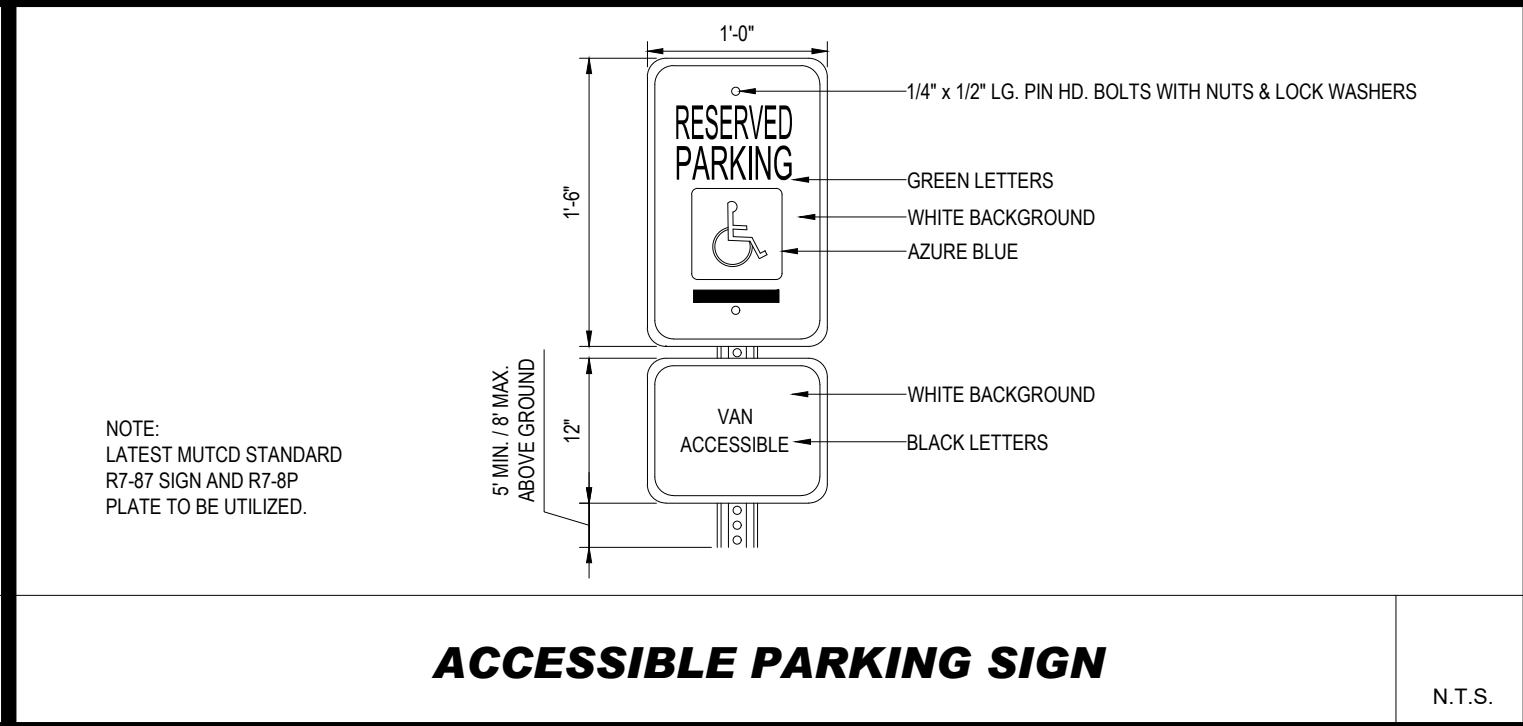 1'-0"
1/4" x 1/2" LG. PIN HD. BOLTS WITH NUTS & LOCK WASHERS
RESERVED
PARKING
GREEN LETTERS
WHITE BACKGROUND
AZURE BLUE
1'-6"
5' MIN. / 8' MAX.
ABOVE GROUND
12"
VAN
ACCESSIBLE
WHITE BACKGROUND
BLACK LETTERS
NOTE:
LATEST MUTCD STANDARD
R7-87 SIGN AND R7-8P
PLATE TO BE UTILIZED.
ACCESSIBLE PARKING SIGN
N.T.S.